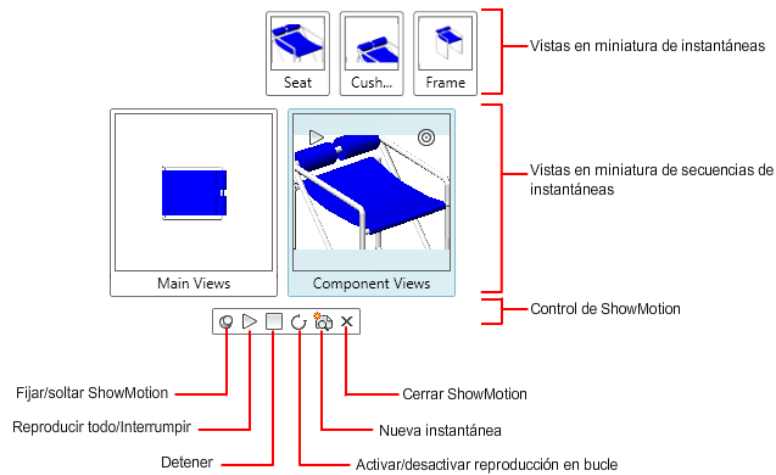 Seat
Cush...
Frame
Vistas en miniatura de instantáneas
Main Views
Component Views
Vistas en miniatura de secuencias de
instantáneas
Control de ShowMotion
Fijar/soltar ShowMotion
Cerrar ShowMotion
Reproducir todo/Interrumpir
Nueva instantánea
Detener
Activar/desactivar reproducción en bucle